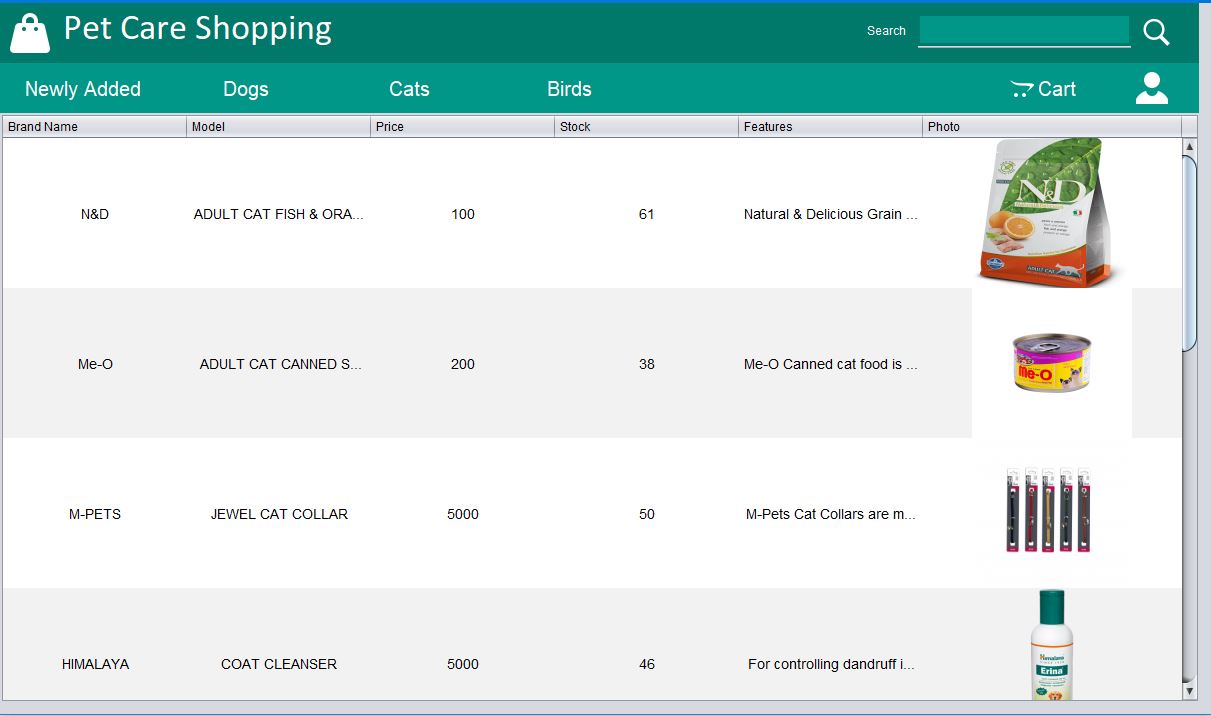 Pet Care Shopping
Search
Newly Added Dogs Cats Birds Cart
Brand Name Model Price Stock Features Photo
N&D ADULT CAT FISH & ORA... 100 61 Natural & Delicious Grain ...
N&D
ADULT CAT
Me-O ADULT CAT CANNED S... 200 38 Me-O Canned cat food is ...
Me-O
M-PETS JEWEL CAT COLLAR 5000 50 M-Pets Cat Collars are m...
HIMALAYA COAT CLEANSER 5000 46 For controlling dandruff i...
Himalaya
Erina